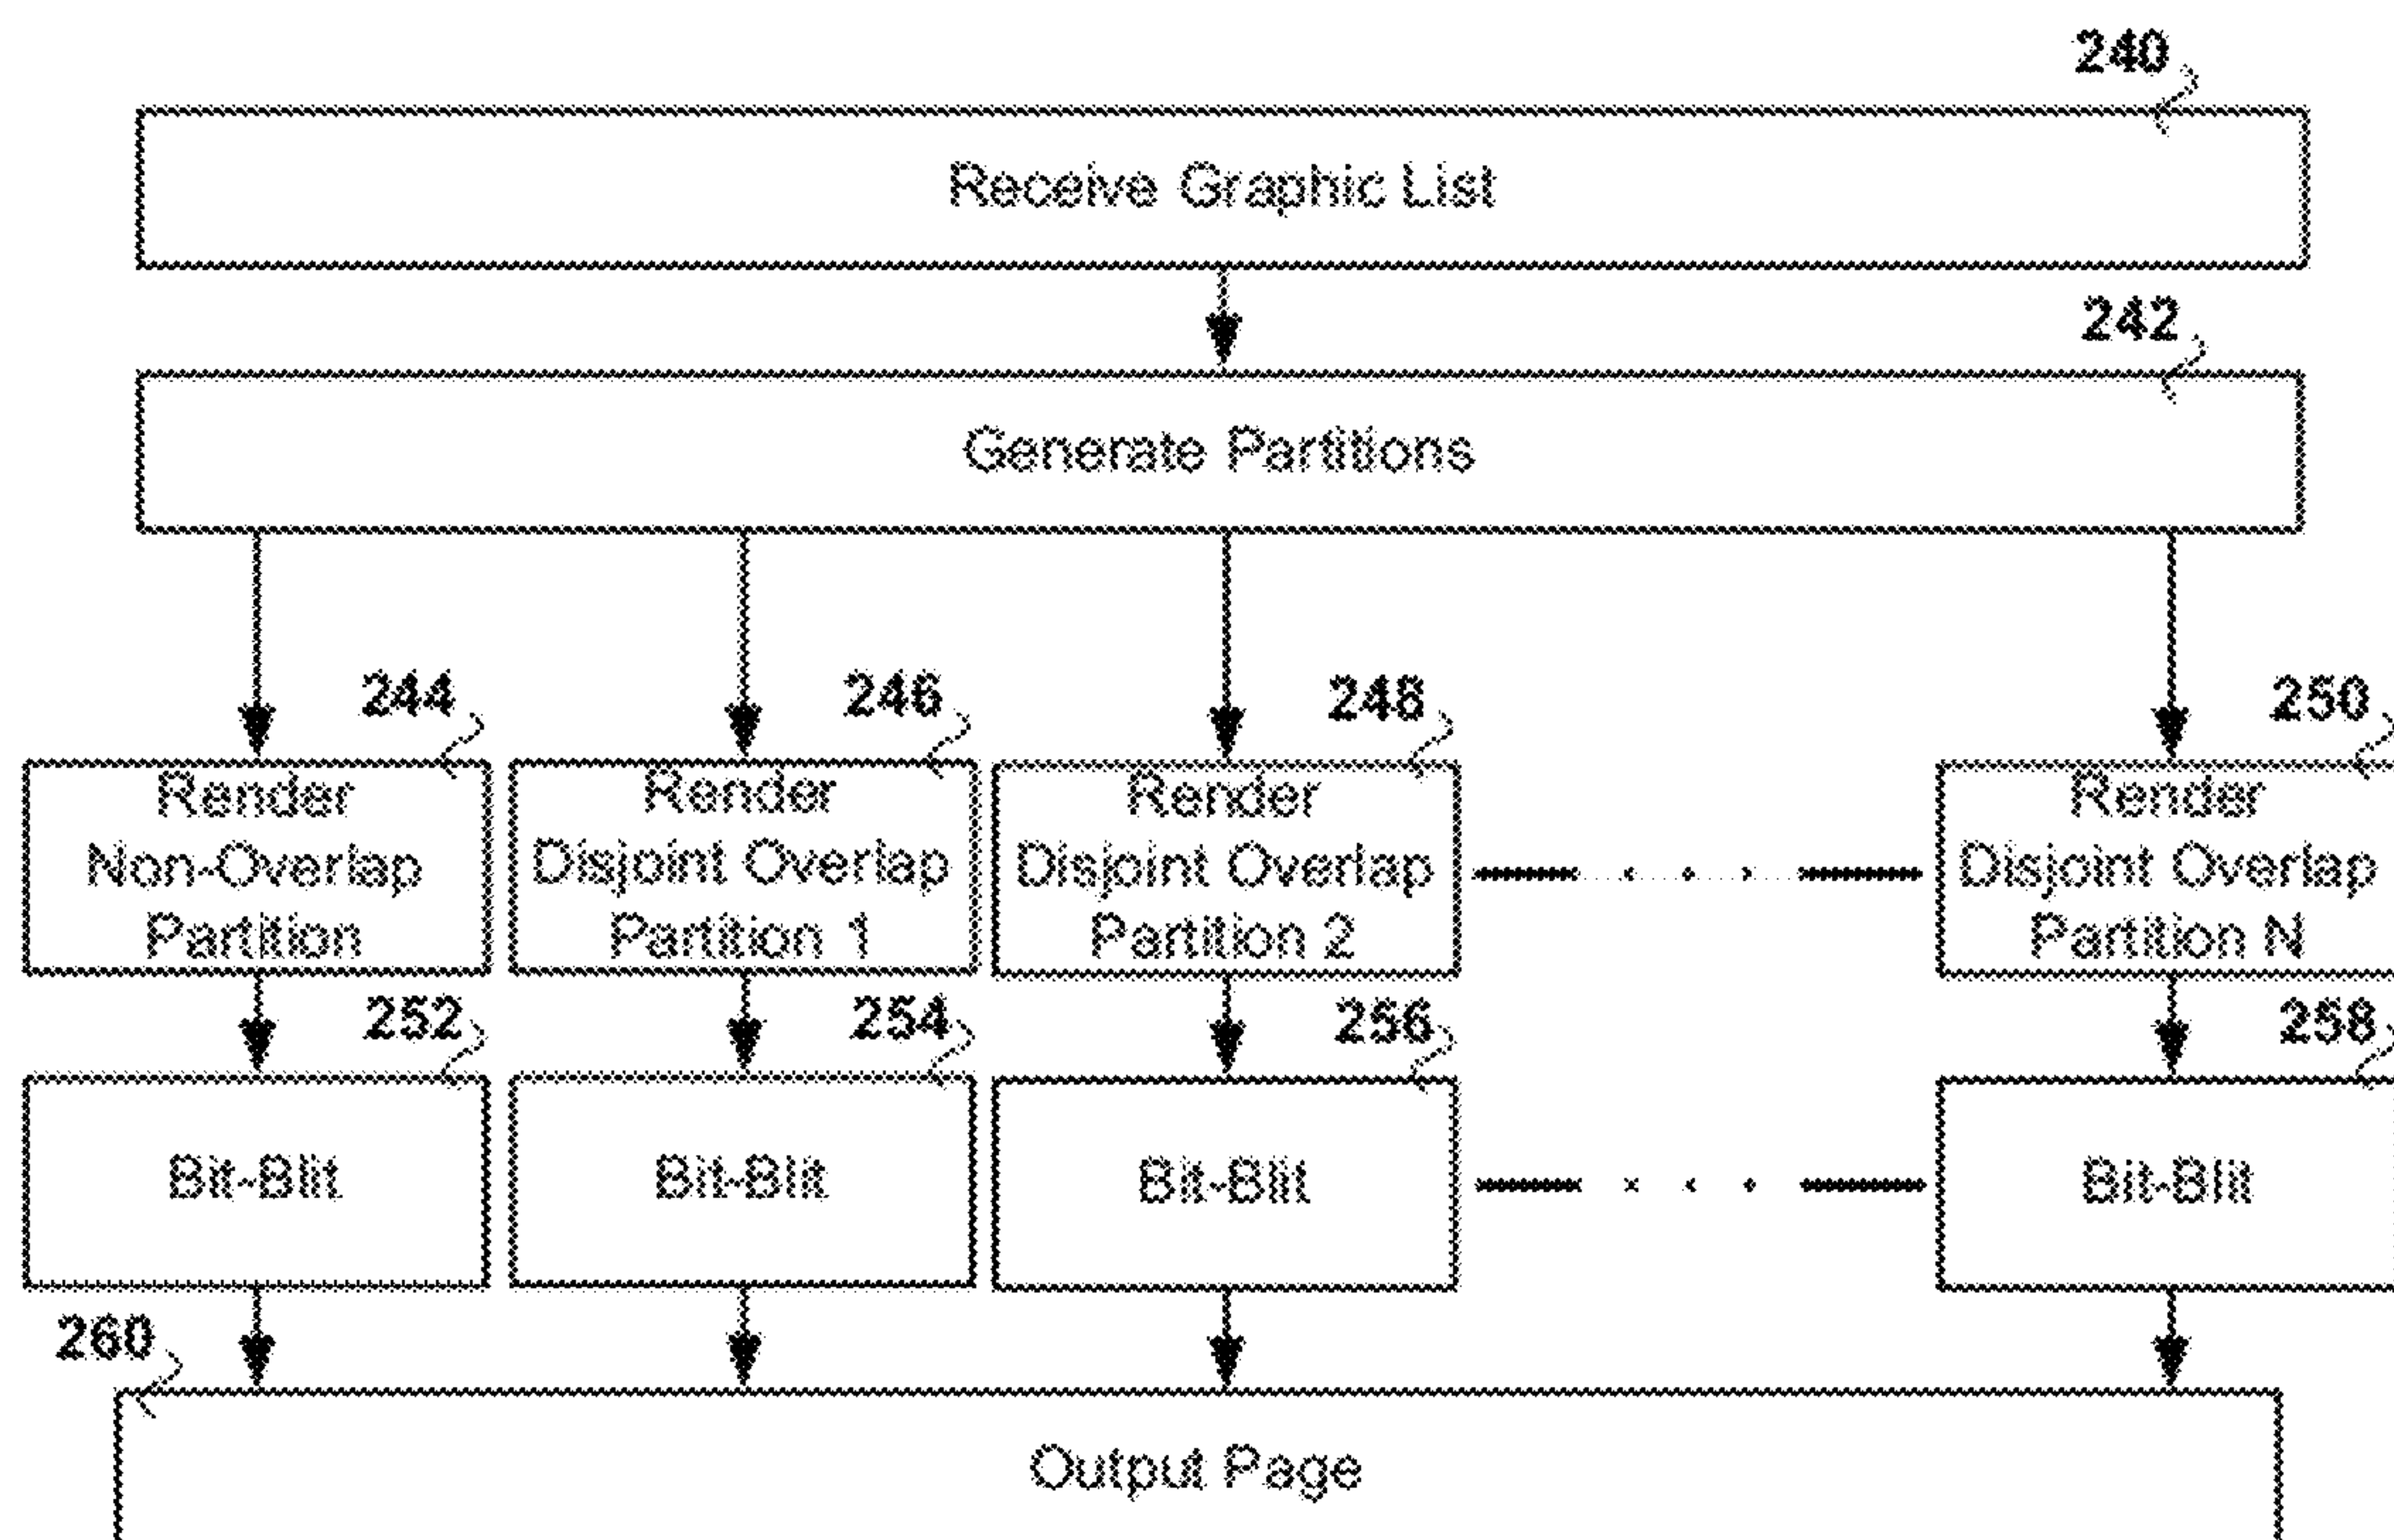 240
Receive Graphic List
242
Generate Partitions
244
246
248
250
Render
Non-Overlap
Partition
Render
Disjoint Overlap
Partition 1
Render
Disjoint Overlap
Partition 2
Render
Disjoint Overlap
Partition N
252
254
256
258
Bit-Blit
Bit-Blit
Bit-Blit
Bit-Blit
260
Output Page